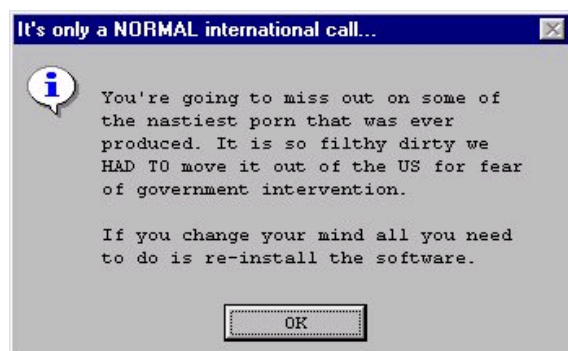 It's only a NORMAL international call...
You're going to miss out on some of
the nastiest porn that was ever
produced. It is so filthy dirty we
HAD TO move it out of the US for fear
of government intervention.
If you change your mind all you need
to do is re-install the software.
OK